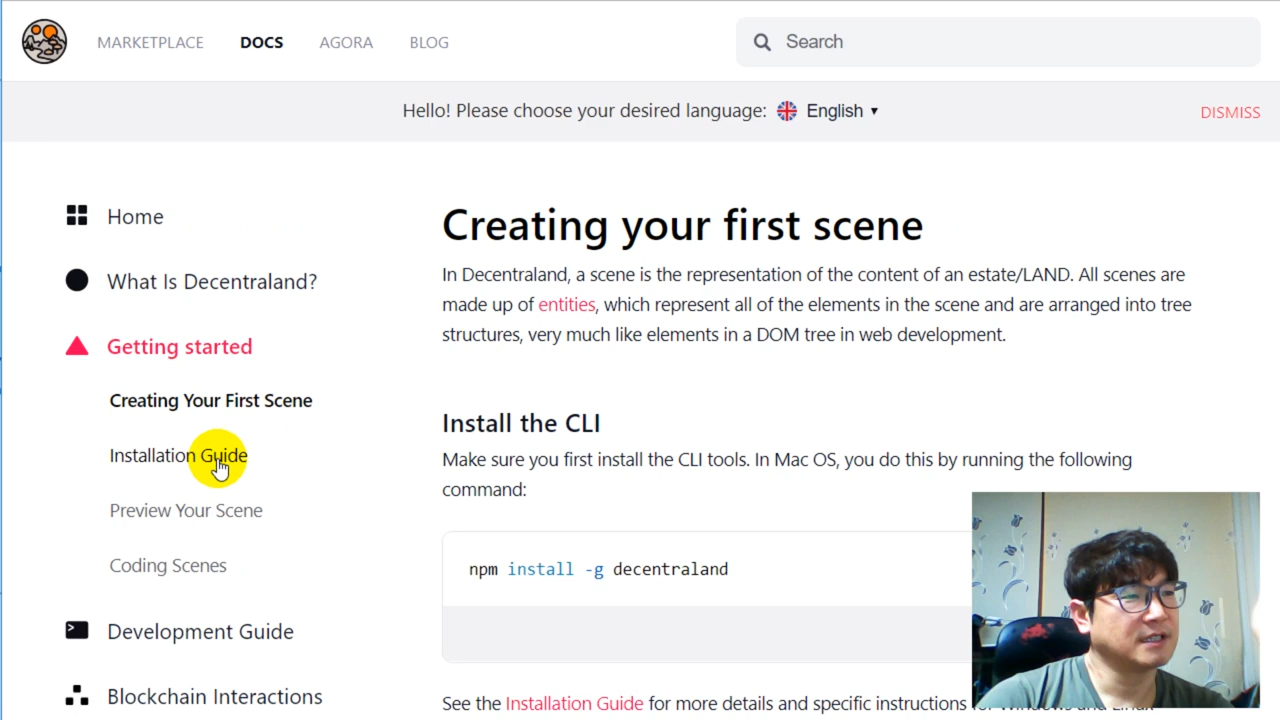 MARKETPLACE DOCS AGORA BLOG Search
Hello! Please choose your desired language: English ▾ DISMISS
Home
What Is Decentraland?
Getting started
Creating Your First Scene
Installation Guide
Preview Your Scene
Coding Scenes
Development Guide
Blockchain Interactions
Creating your first scene
In Decentraland, a scene is the representation of the content of an estate/LAND. All scenes are
made up of entities, which represent all of the elements in the scene and are arranged into tree
structures, very much like elements in a DOM tree in web development.
Install the CLI
Make sure you first install the CLI tools. In Mac OS, you do this by running the following
command:
npm install -g decentraland
See the Installation Guide for more details and specific instructions